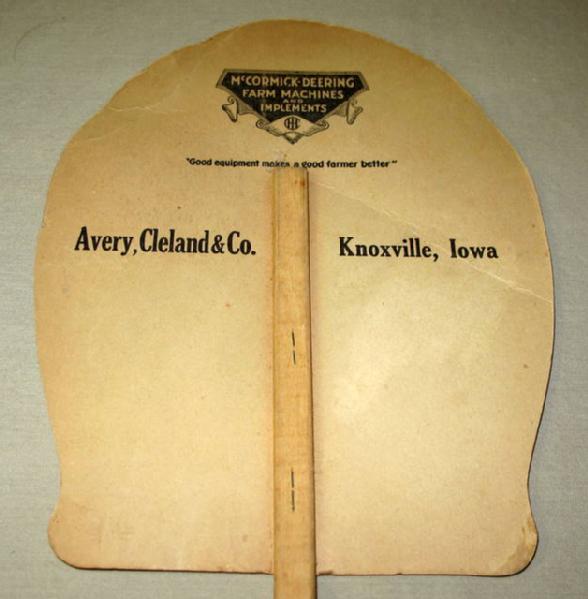 McCORMICK-DEERING
FARM MACHINES
AND
IMPLEMENTS
IHC
"Good equipment makes a good farmer better"
Avery, Cleland & Co. Knoxville, Iowa